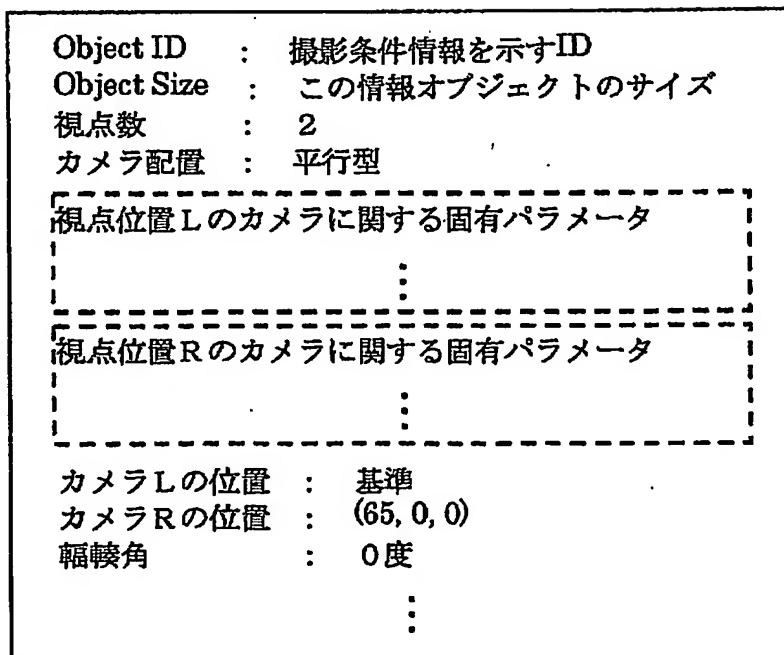 Object ID : 撮影条件情報を示すID
Object Size : この情報オブジェクトのサイズ
視点数 : 2
カメラ配置 : 平行型
視点位置Lのカメラに関する固有パラメータ
⋮
視点位置Rのカメラに関する固有パラメータ
⋮
カメラLの位置 : 基準
カメラRの位置 : (65, 0, 0)
輻輳角 : 0度
⋮